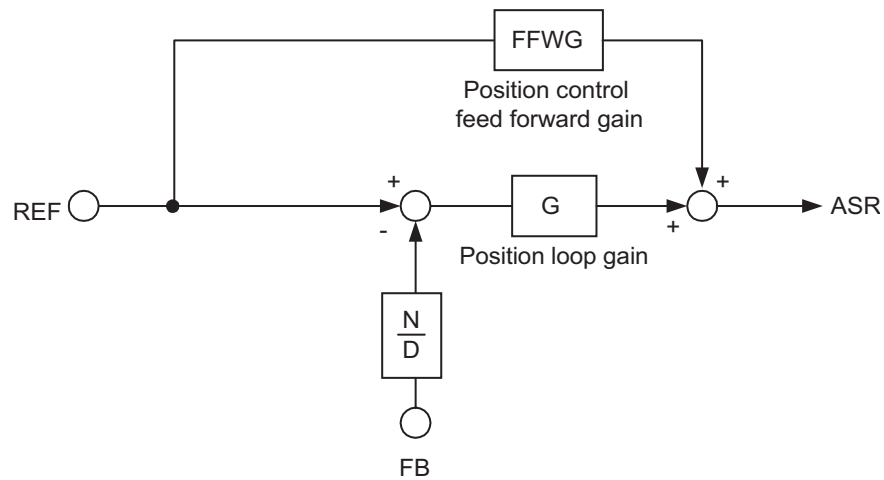 FFWG
Position control
feed forward gain
+
+
REF
-
G
+
ASR
Position loop gain
N
D
FB